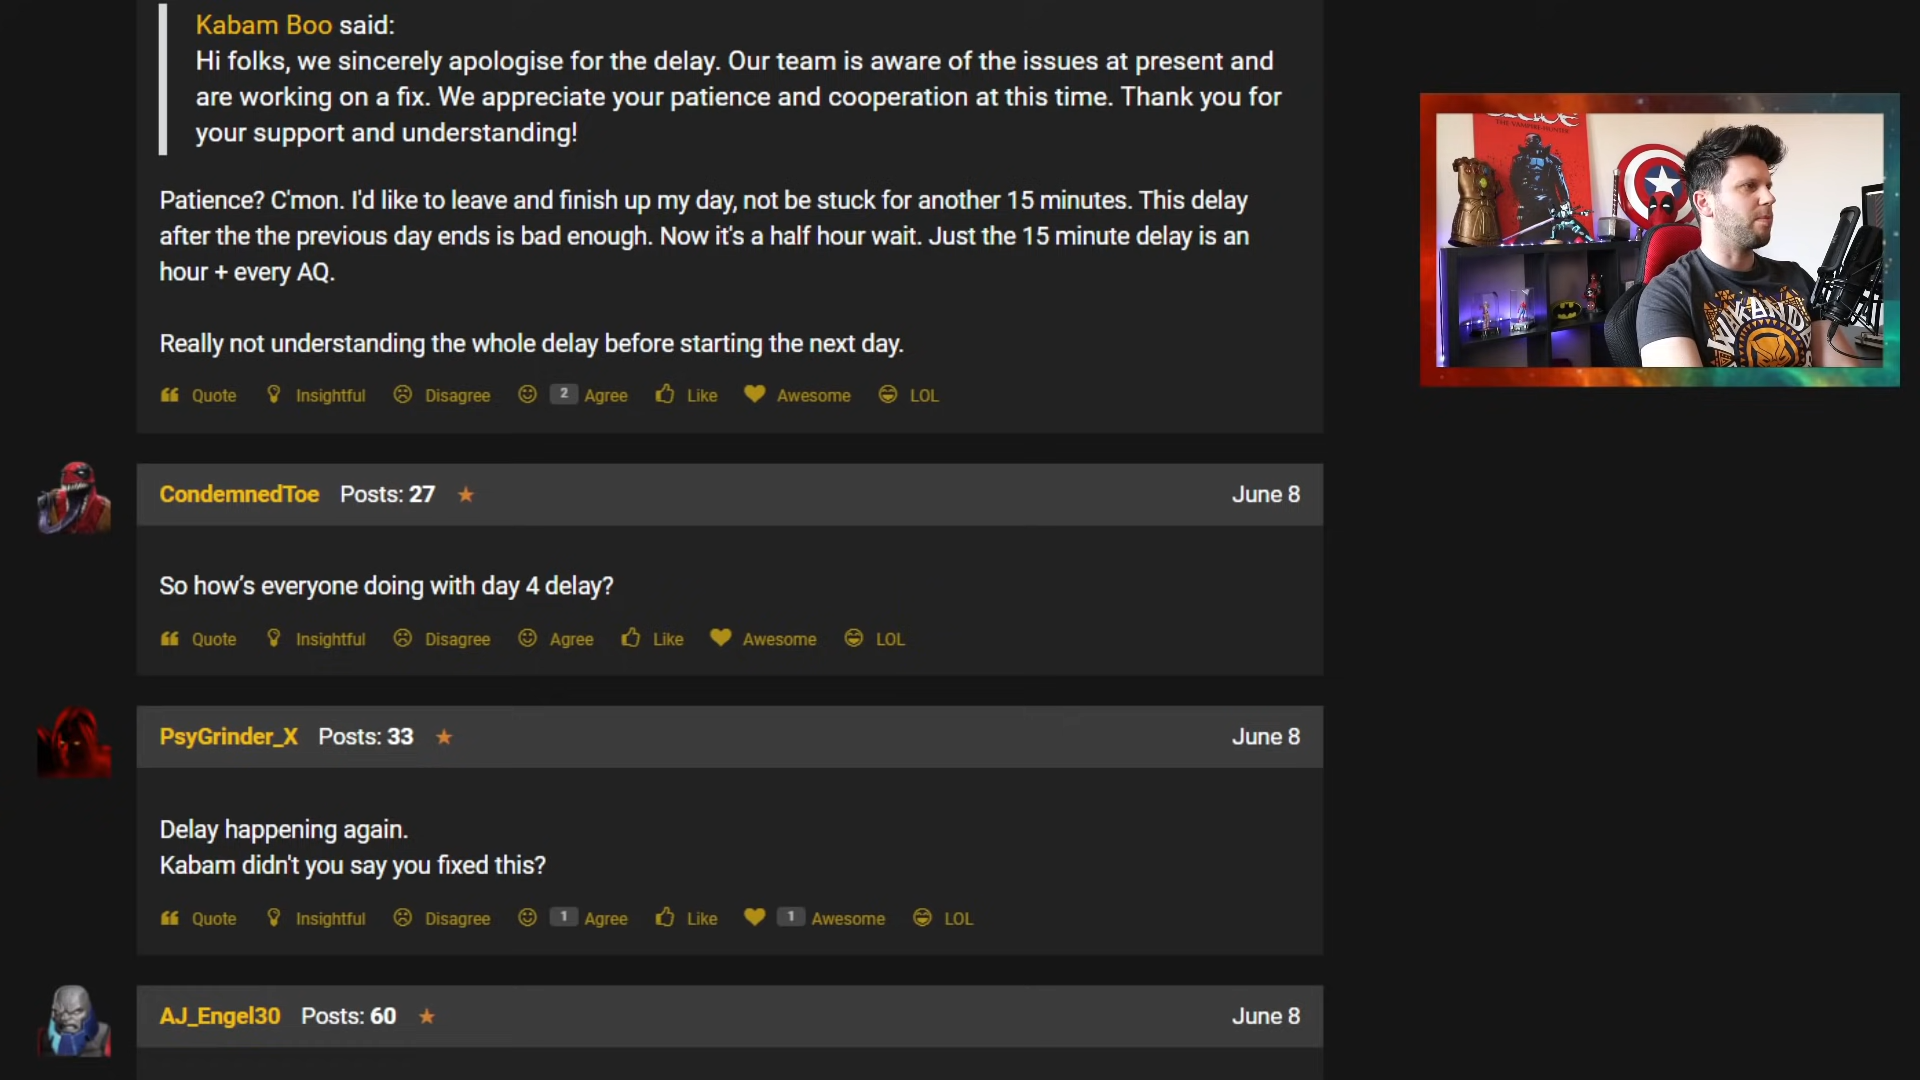 Kabam Boo said:
Hi folks, we sincerely apologise for the delay. Our team is aware of the issues at present and
are working on a fix. We appreciate your patience and cooperation at this time. Thank you for
your support and understanding!
Patience? C'mon. I'd like to leave and finish up my day, not be stuck for another 15 minutes. This delay
after the the previous day ends is bad enough. Now it's a half hour wait. Just the 15 minute delay is an
hour + every AQ.
Really not understanding the whole delay before starting the next day.
Quote Insightful Disagree 2 Agree Like Awesome LOL
CondemnedToe Posts: 27 June 8
So how’s everyone doing with day 4 delay?
Quote Insightful Disagree Agree Like Awesome LOL
PsyGrinder_X Posts: 33 June 8
Delay happening again.
Kabam didn't you say you fixed this?
Quote Insightful Disagree 1 Agree Like 1 Awesome LOL
AJ_Engel30 Posts: 60 June 8
THE VAMPIRE HUNTER
WAKANDA